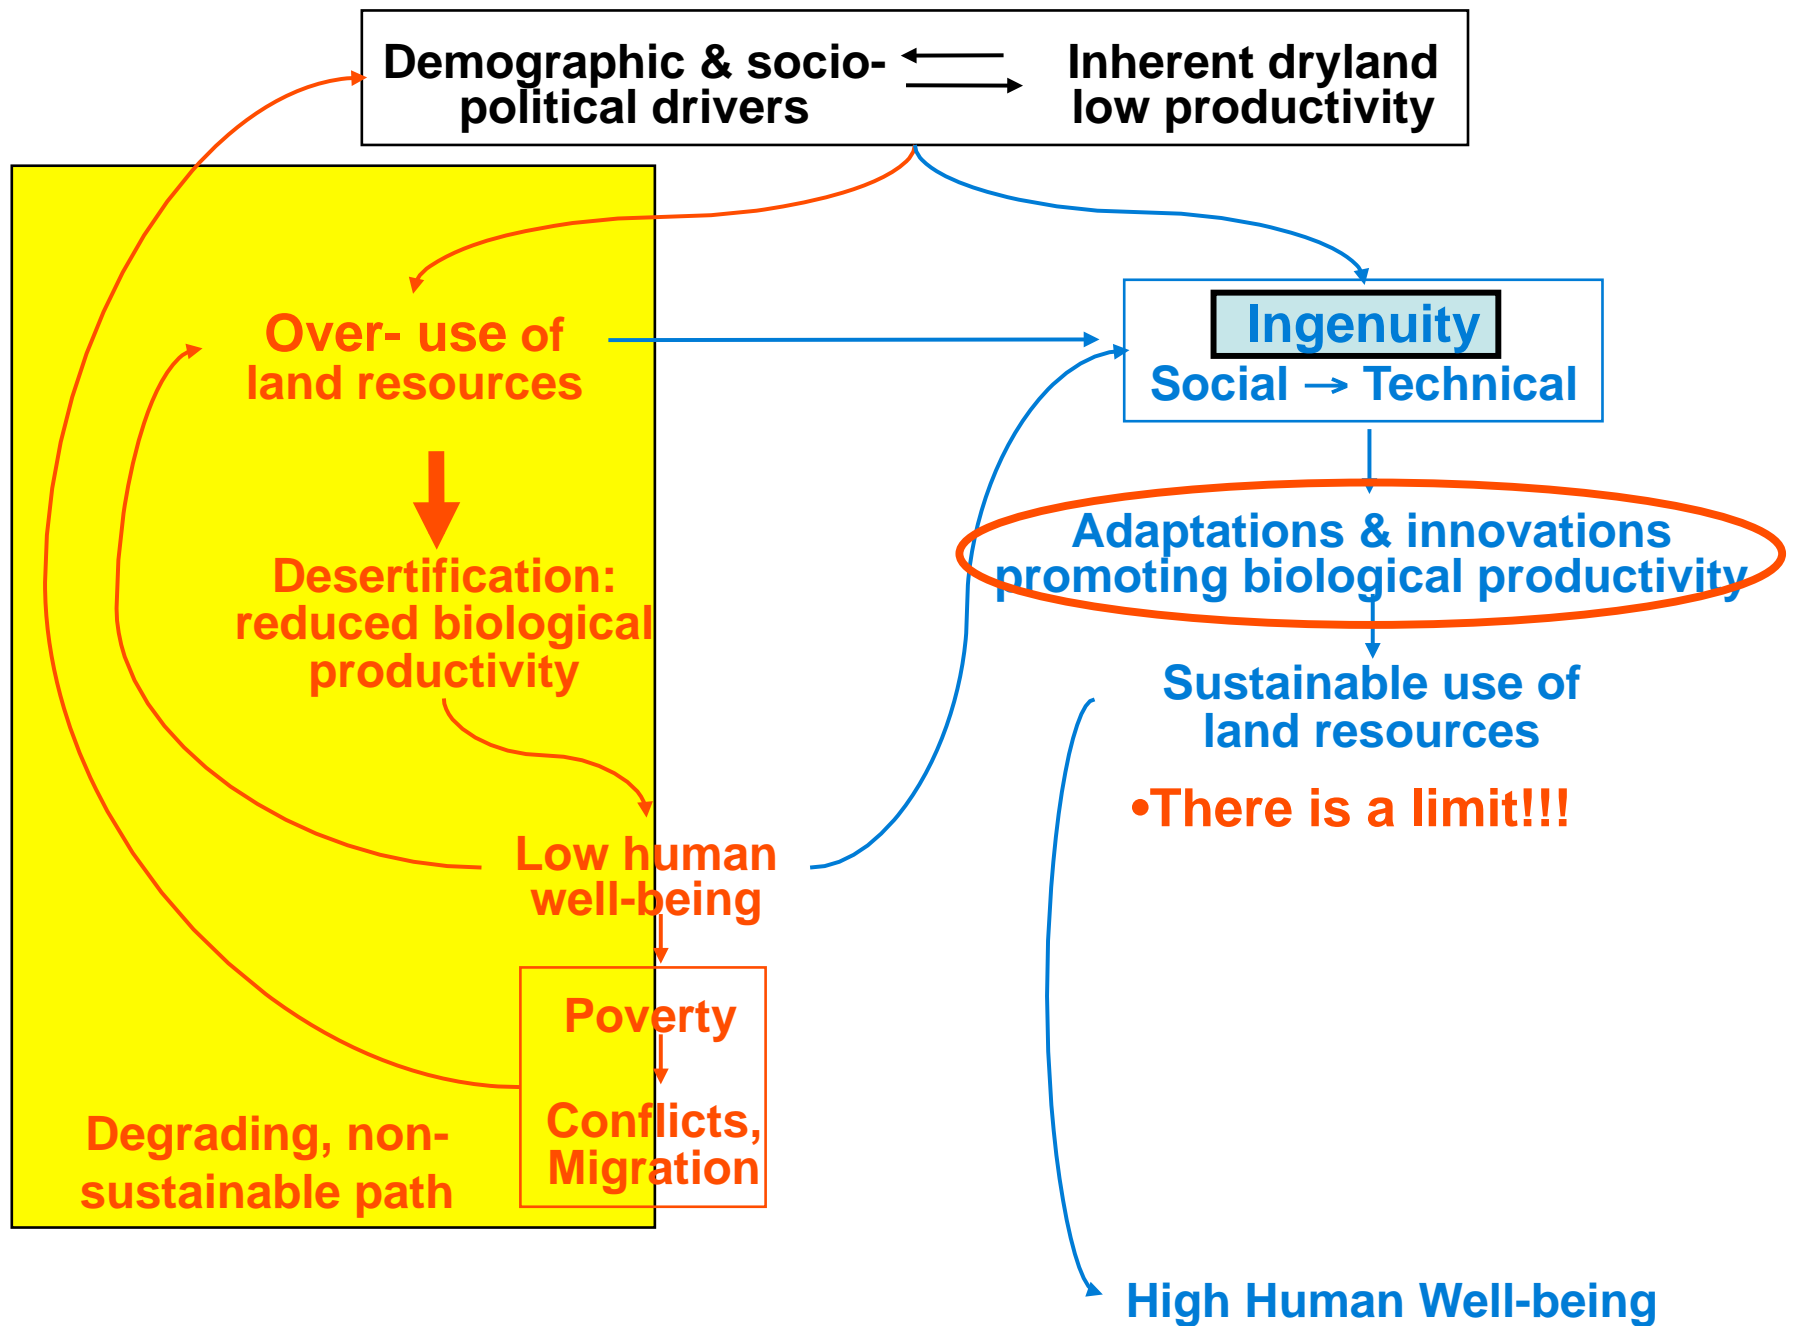 Demographic & socio-
political drivers
Inherent dryland
low productivity
Over- use of
land resources
Ingenuity
Social → Technical
Desertification:
reduced biological
productivity
Adaptations & innovations
promoting biological productivity
Sustainable use of
land resources
•There is a limit!!!
Low human
well-being
Poverty
Conflicts,
Migration
Degrading, non-
sustainable path
High Human Well-being